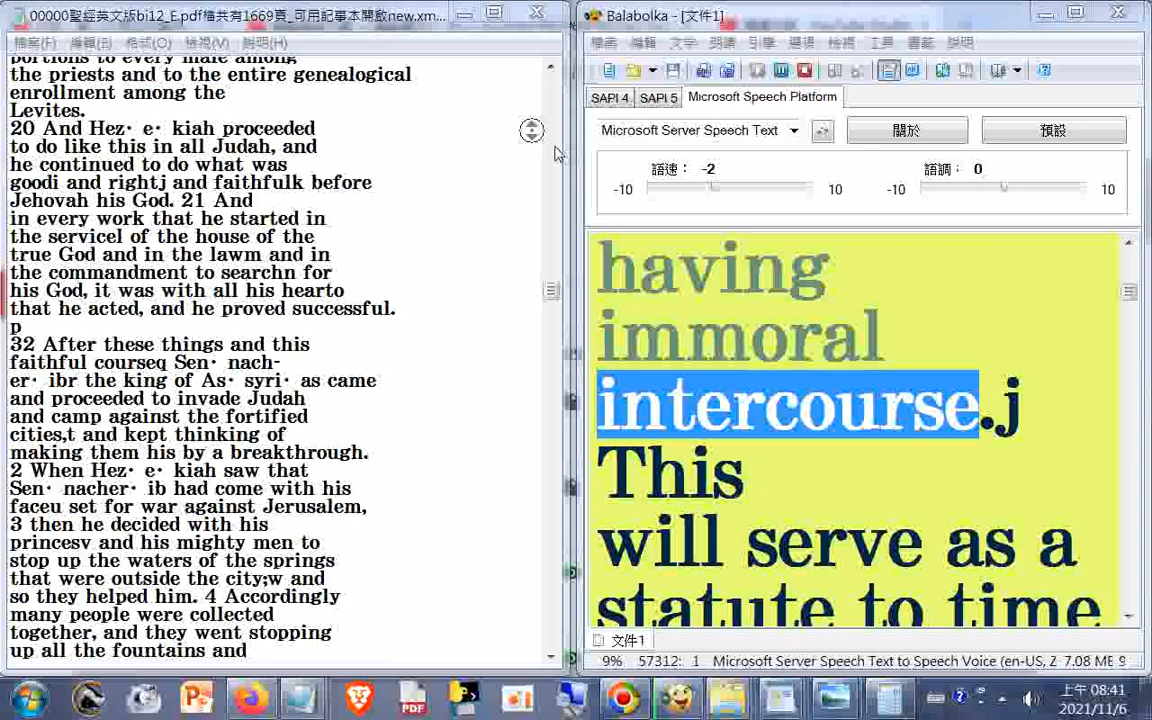 00000聖經英文版bi12_E.pdf檔共有1669頁_可用記事本開啟new.xm...
檔案(F) 編輯(E) 格式(O) 檢視(V) 說明(H)
portions to every male among
the priests and to the entire genealogical
enrollment among the
Levites.
20 And Hez· e· kiah proceeded
to do like this in all Judah, and
he continued to do what was
goodi and rightj and faithfulk before
Jehovah his God. 21 And
in every work that he started in
the servicel of the house of the
true God and in the lawm and in
the commandment to searchn for
his God, it was with all his hearto
that he acted, and he proved successful.
p
32 After these things and this
faithful courseq Sen· nach-
er· ibr the king of As· syri· as came
and proceeded to invade Judah
and camp against the fortified
cities,t and kept thinking of
making them his by a breakthrough.
2 When Hez· e· kiah saw that
Sen· nacher· ib had come with his
faceu set for war against Jerusalem,
3 then he decided with his
princesv and his mighty men to
stop up the waters of the springs
that were outside the city;w and
so they helped him. 4 Accordingly
many people were collected
together, and they went stopping
up all the fountains and
Balabolka - [文件1]
檔案 編輯 文字 朗讀 引擎 選項 檢視 工具 書籤 說明
SAPI 4 SAPI 5 Microsoft Speech Platform
Microsoft Server Speech Text 關於 預設
語速： -2 語調： 0
-10 10 -10 10
having
immoral
intercourse.j
This
will serve as a
statute to time
文件1
9% 57312: 1 Microsoft Server Speech Text to Speech Voice (en-US, Z 7.08 MB 9
PDF
上午 08:41
2021/11/6